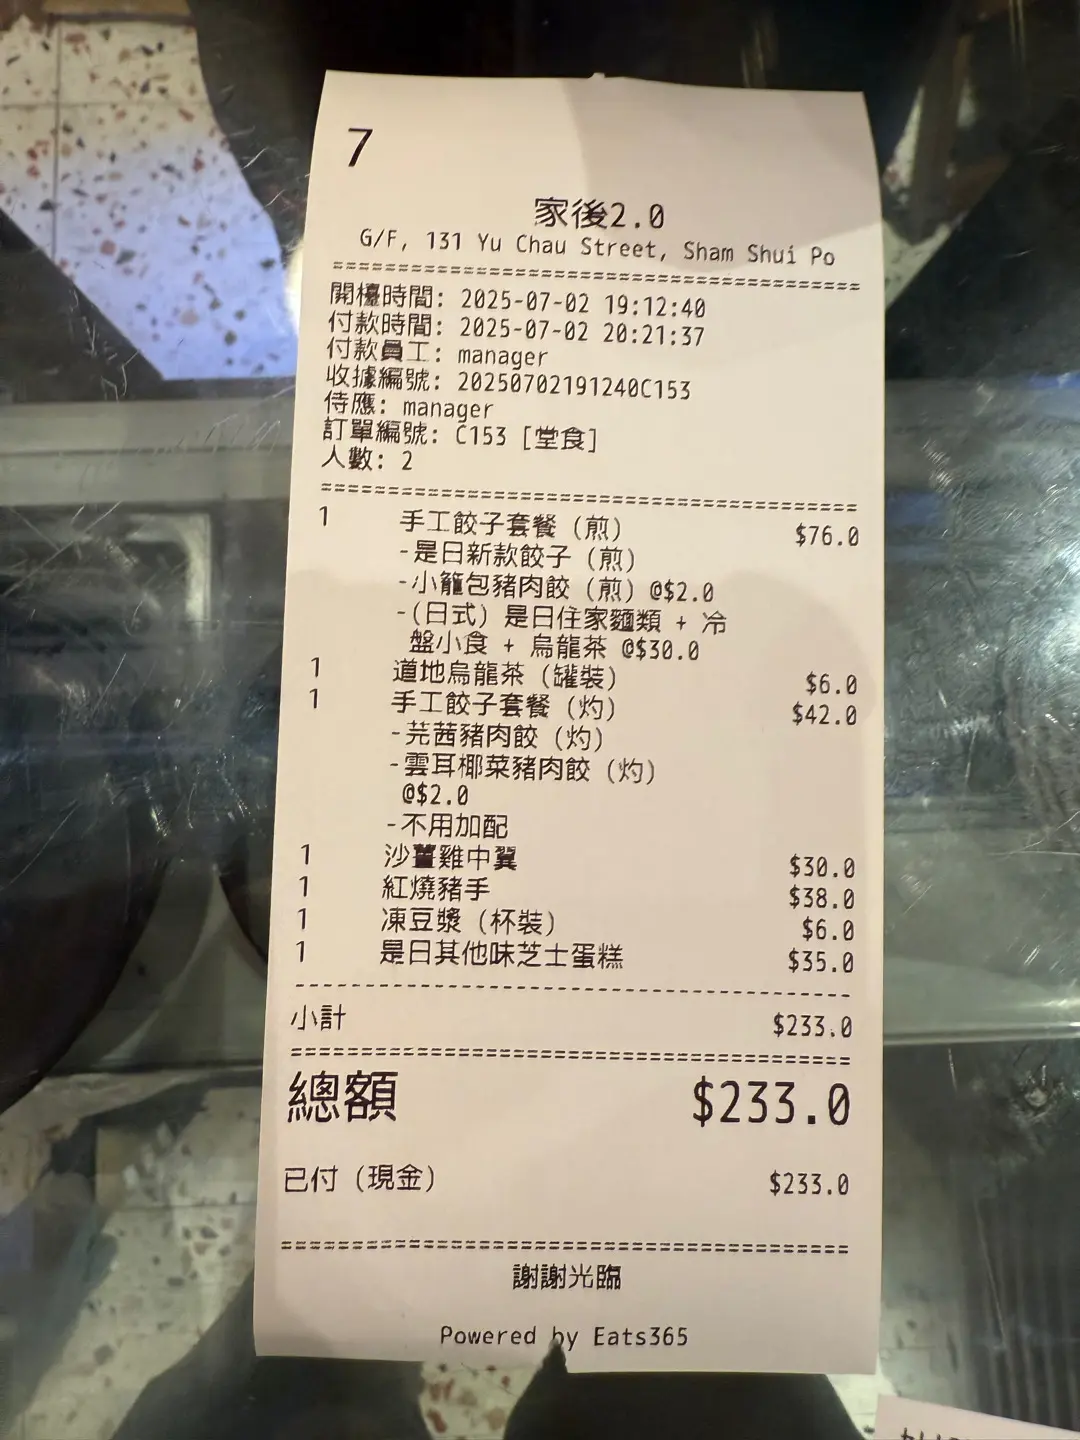 7
家後2.0
G/F, 131 Yu Chau Street, Sham Shui Po
開檯時間: 2025-07-02 19:12:40
付款時間: 2025-07-02 20:21:37
付款員工: manager
收據編號: 20250702191240C153
侍應: manager
訂單編號: C153 [堂食]
人數: 2
1 手工餃子套餐 (煎) $76.0
-是日新款餃子 (煎)
-小籠包豬肉餃 (煎) @$2.0
-(日式) 是日住家麵類 + 冷
盤小食 + 烏龍茶 @$30.0
1 道地烏龍茶 (罐裝) $6.0
1 手工餃子套餐 (灼) $42.0
-芫茜豬肉餃 (灼)
-雲耳椰菜豬肉餃 (灼)
@$2.0
-不用加配
1 沙薑雞中翼 $30.0
1 紅燒豬手 $38.0
1 凍豆漿 (杯裝) $6.0
1 是日其他味芝士蛋糕 $35.0
小計 $233.0
總額 $233.0
已付 (現金) $233.0
謝謝光臨
Powered by Eats365